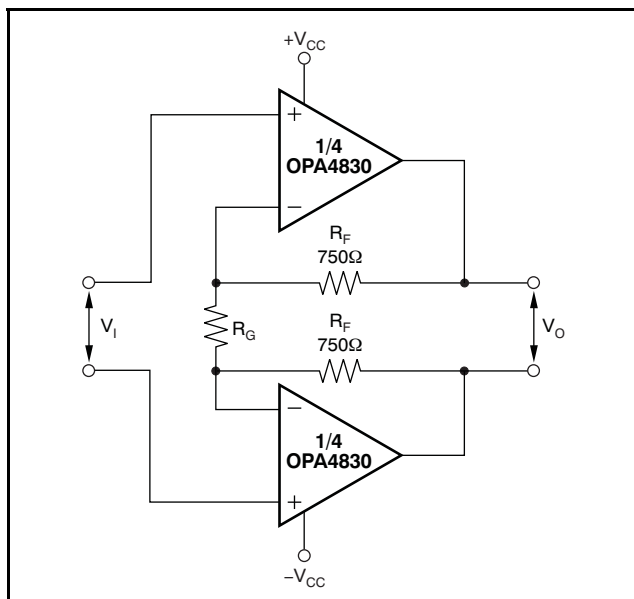 +V_CC
+
1/4
OPA4830
−
R_F
750Ω
V_I
R_G
R_F
750Ω
V_O
−
1/4
OPA4830
+
−V_CC